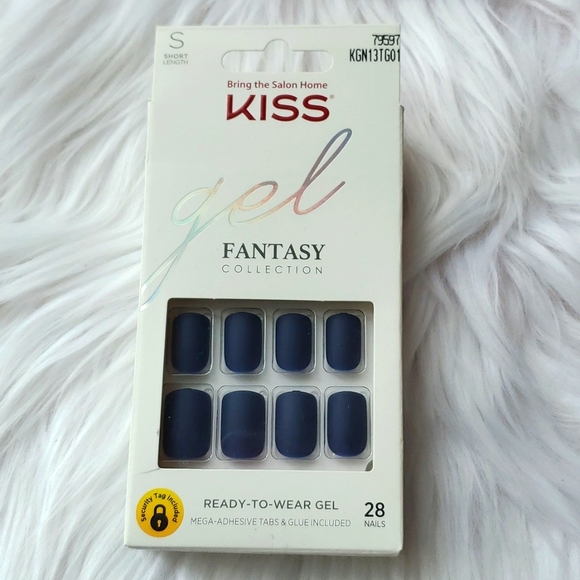 S
SHORT
LENGTH
79597
KGN13TG01
Bring the Salon Home
KISS®
gel
FANTASY
COLLECTION
Security Tag Included
READY-TO-WEAR GEL
MEGA-ADHESIVE TABS & GLUE INCLUDED
28
NAILS